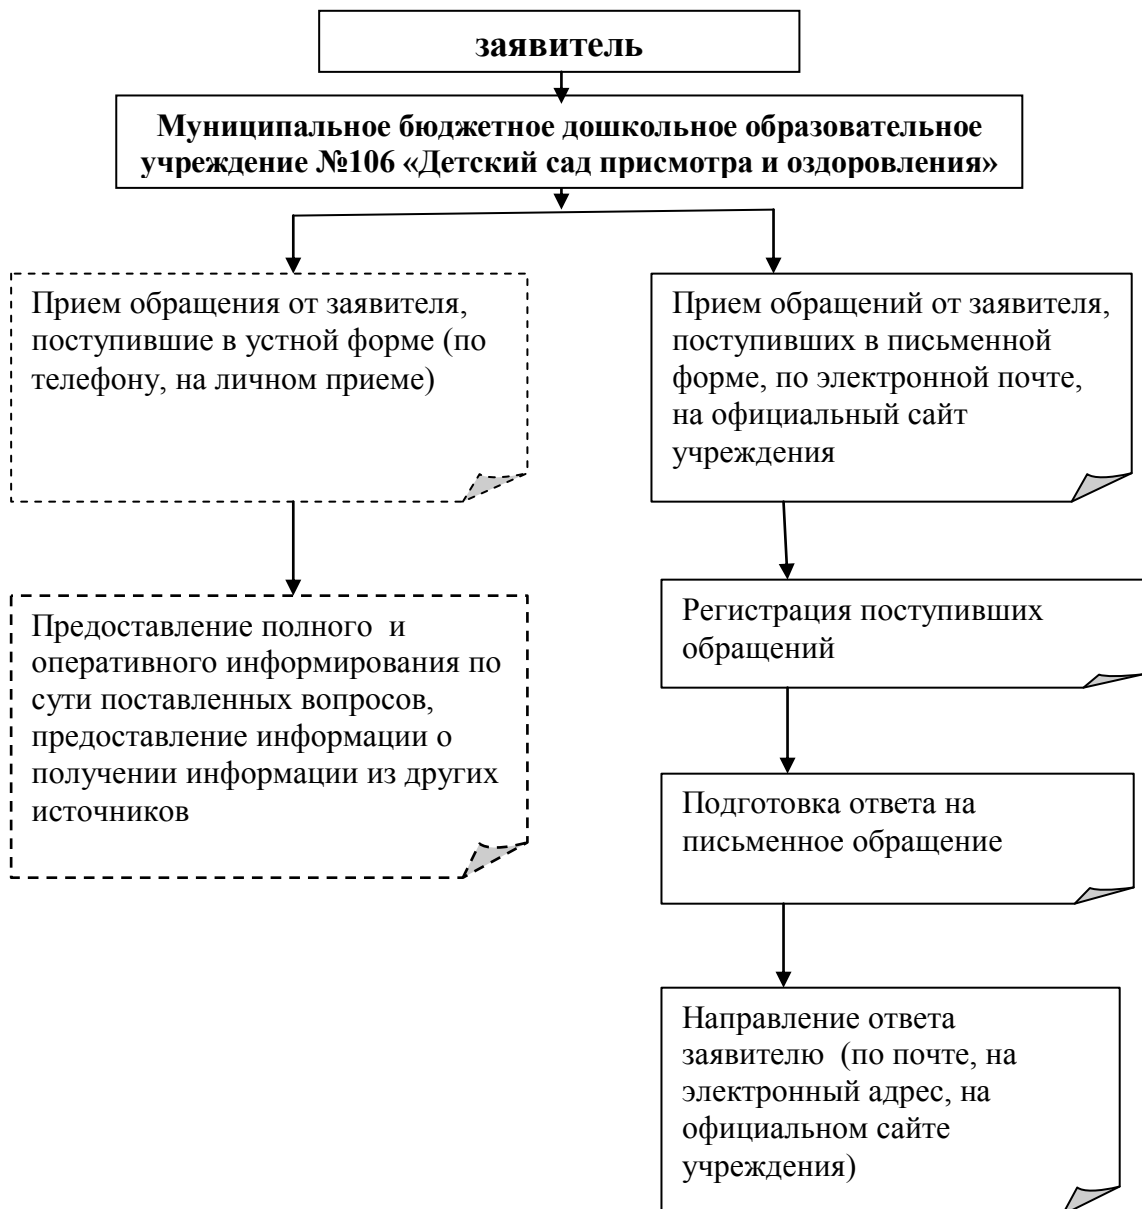 заявитель
Муниципальное бюджетное дошкольное образовательное
учреждение №106 «Детский сад присмотра и оздоровления»
Прием обращения от заявителя,
поступившие в устной форме (по
телефону, на личном приеме)
Предоставление полного  и
оперативного информирования по
сути поставленных вопросов,
предоставление информации о
получении информации из других
источников
Прием обращений от заявителя,
поступивших в письменной
форме, по электронной почте,
на официальный сайт
учреждения
Регистрация поступивших
обращений
Подготовка ответа на
письменное обращение
Направление ответа
заявителю  (по почте, на
электронный адрес, на
официальном сайте
учреждения)